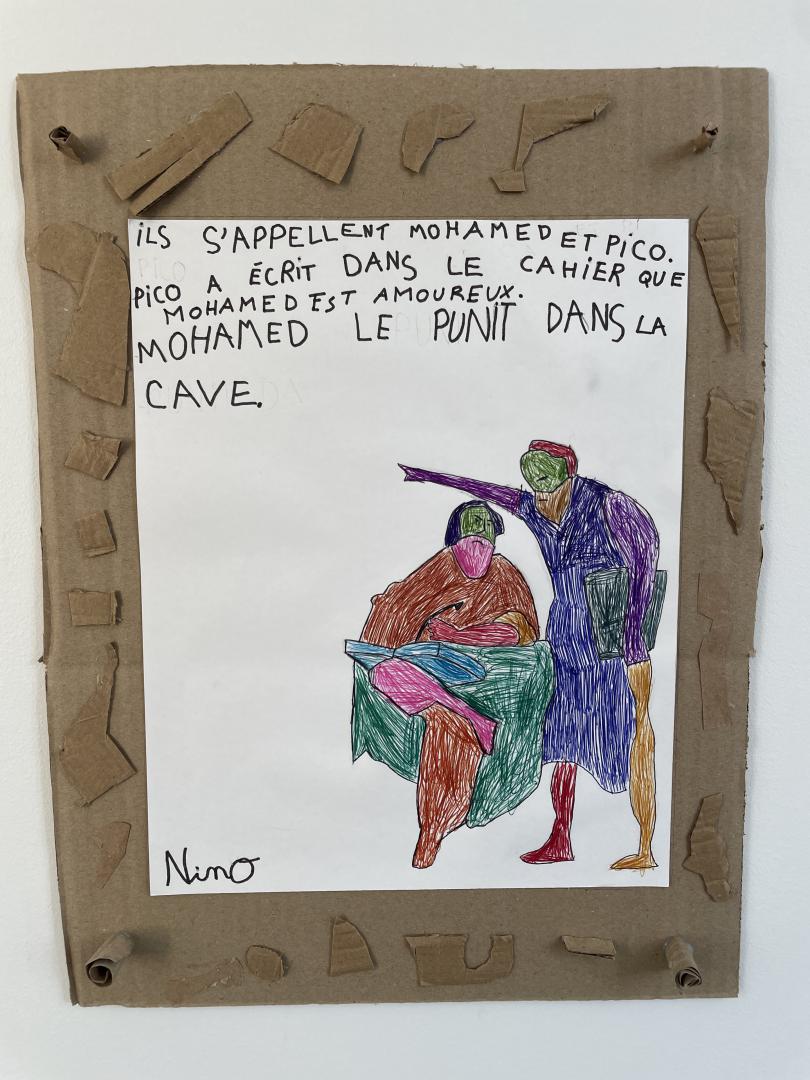 iLS S'APPELLENT MOHAMED ET PiCO.
PiCO A ÉCRIT DANS LE CAHiER QUE
MOHAMED EST AMOUREUX.
MOHAMED LE PUNIT DANS LA
CAVE.
Nino